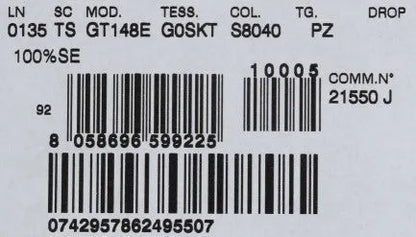 LN SC MOD. TESS. COL. TG. DROP
0135 TS GT148E G0SKT S8040 PZ
100%SE
10005
COMM.N°
21550 J
92
8 058696 599225
0742957862495507